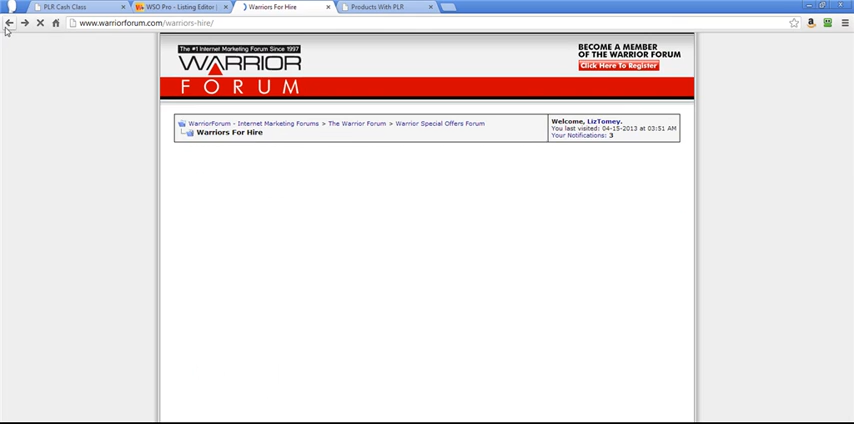 PLR Cash Class
WSO Pro - Listing Editor |
Warriors For Hire
Products With PLR
www.warriorforum.com/warriors-hire/
The #1 Internet Marketing Forum Since 1997
WARRIOR
FORUM
BECOME A MEMBER
OF THE WARRIOR FORUM
Click Here To Register
WarriorForum - Internet Marketing Forums > The Warrior Forum > Warrior Special Offers Forum
Warriors For Hire
Welcome, LizTomey.
You last visited: 04-15-2013 at 03:51 AM
Your Notifications: 3